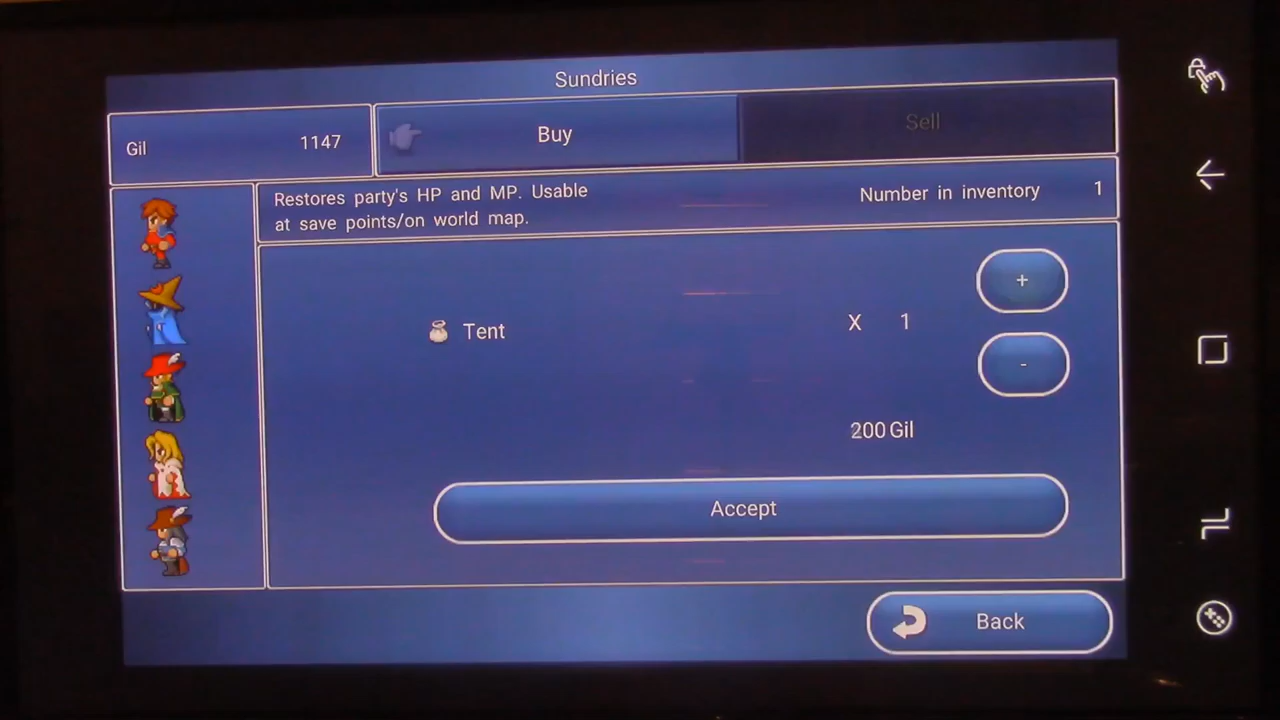 Sundries
Gil 1147
Buy
Sell
Restores party's HP and MP. Usable
at save points/on world map.
Number in inventory 1
+
Tent X 1
-
200 Gil
Accept
Back